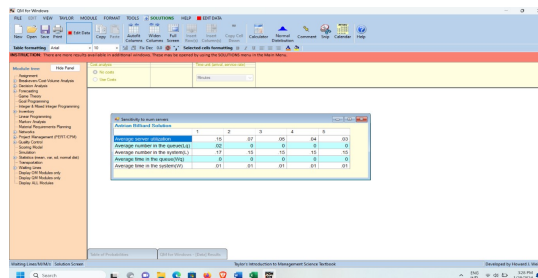 QM for Windows
FILE EDIT VIEW TAYLOR MODULE FORMAT TOOLS SOLUTIONS HELP EDIT DATA
New Open Save Print Edit Data Copy Paste Autofit Columns Widen Columns Full Screen Insert Row(s) Insert Column(s) Copy Cell Down Calculator Normal Distribution Comment Snip Calendar Help
Table formatting Arial Fix Dec 0.0 Selected cells formatting B I
INSTRUCTION: There are more results available in additional windows. These may be opened by using the SOLUTIONS menu in the Main Menu.
Module tree Hide Panel
Assignment
Breakeven/Cost-Volume Analysis
Decision Analysis
Forecasting
Game Theory
Goal Programming
Integer & Mixed Integer Programming
Inventory
Linear Programming
Markov Analysis
Material Requirements Planning
Networks
Project Management (PERT/CPM)
Quality Control
Scoring Model
Simulation
Statistics (mean, var, sd, normal dist)
Transportation
Waiting Lines
Display OM Modules only
Display QM Modules only
Display ALL Modules
Cost analysis
No costs
Use Costs
Minutes
Sensitivity to num servers
Solution
1 2 3 4 5
Average server utilization .15 .07 .05 .04 .03
Average number in the queue(Lq) .02 0 0 0 0
Average number in the system(L) .17 .15 .15 .15 .15
Average time in the queue(Wq) 0 0 0 0 0
Average time in the system(W) .01 .01 .01 .01 .01
Table of Probabilities
QM for Windows
Results
Waiting Lines/M/M/s Solution Screen
Taylor's Introduction to Management Science Textbook
Developed by Howard J. Wei
Search
ENG